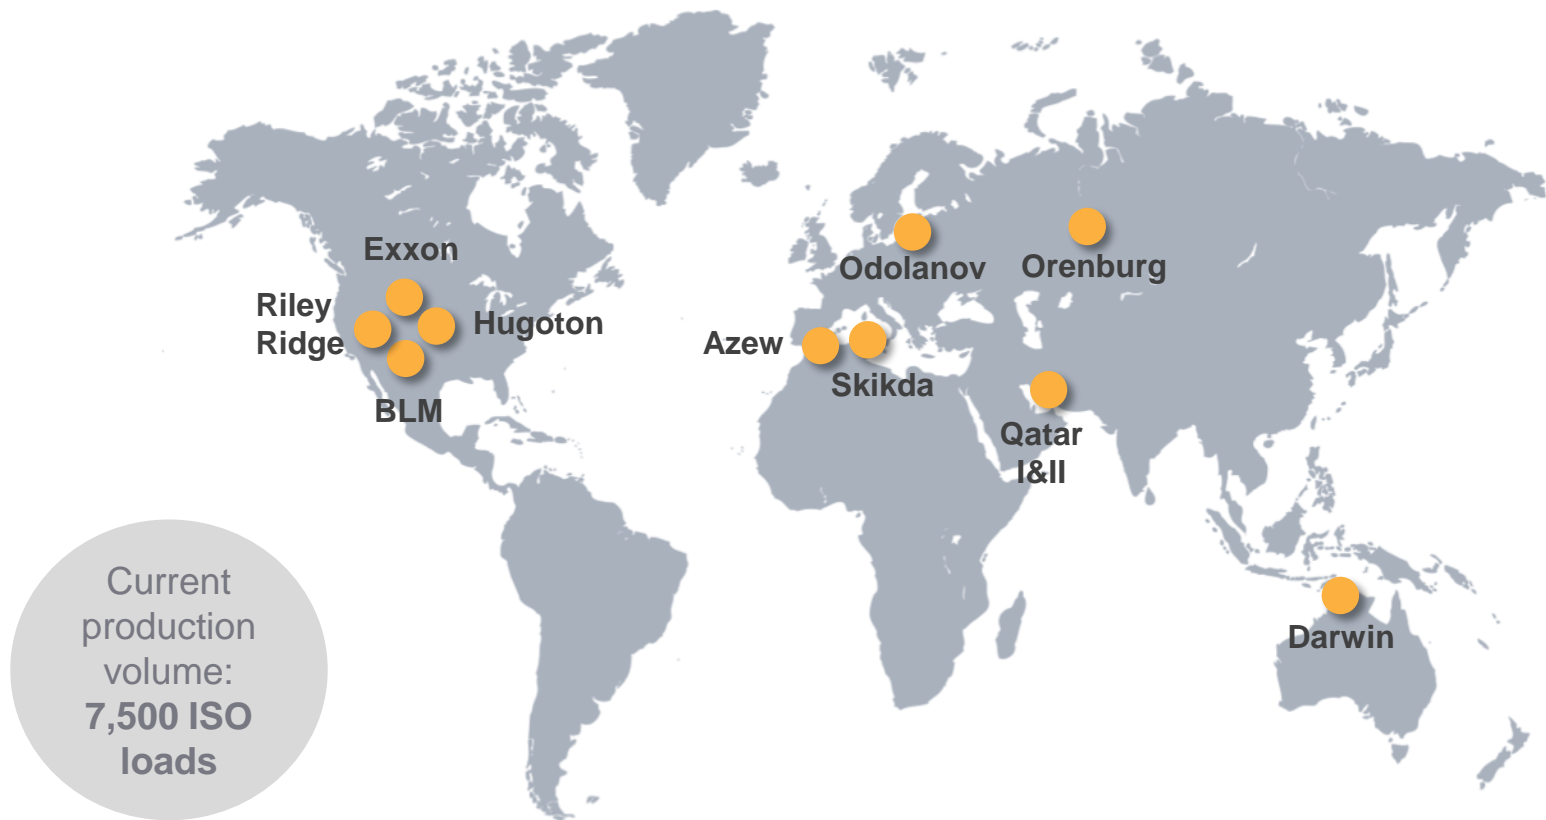 Exxon
Riley
Ridge
Hugoton
BLM
Odolanov
Orenburg
Azew
Skikda
Qatar
I&II
Darwin
Current
production
volume:
7,500 ISO
loads